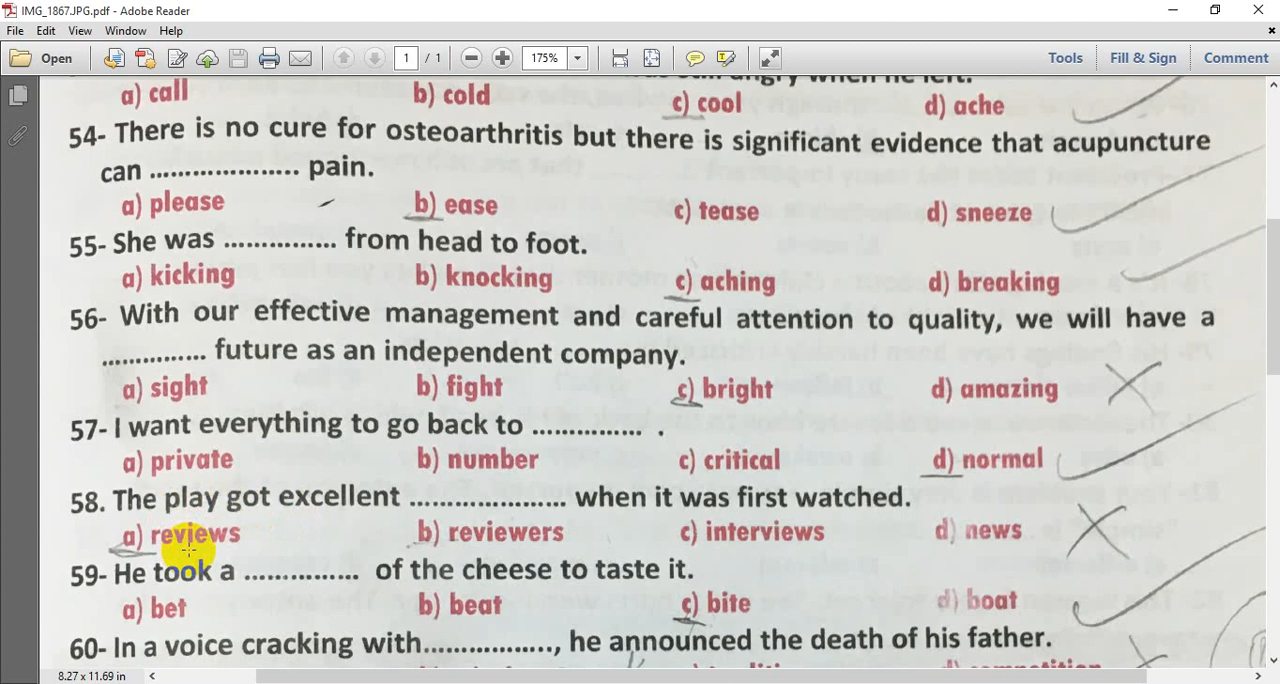 IMG_1867.JPG.pdf - Adobe Reader
File Edit View Window Help
Open 1 / 1 175% Tools Fill & Sign Comment
angry when he left.
a) call b) cold c) cool d) ache
54- There is no cure for osteoarthritis but there is significant evidence that acupuncture
can .................... pain.
a) please b) ease c) tease d) sneeze
55- She was ............... from head to foot.
a) kicking b) knocking c) aching d) breaking
56- With our effective management and careful attention to quality, we will have a
.............. future as an independent company.
a) sight b) fight c) bright d) amazing
57- I want everything to go back to ............... .
a) private b) number c) critical d) normal
58. The play got excellent .................... when it was first watched.
a) reviews b) reviewers c) interviews d) news
59- He took a ............... of the cheese to taste it.
a) bet b) beat c) bite d) boat
60- In a voice cracking with................., he announced the death of his father.
d) competition
8.27 x 11.69 in